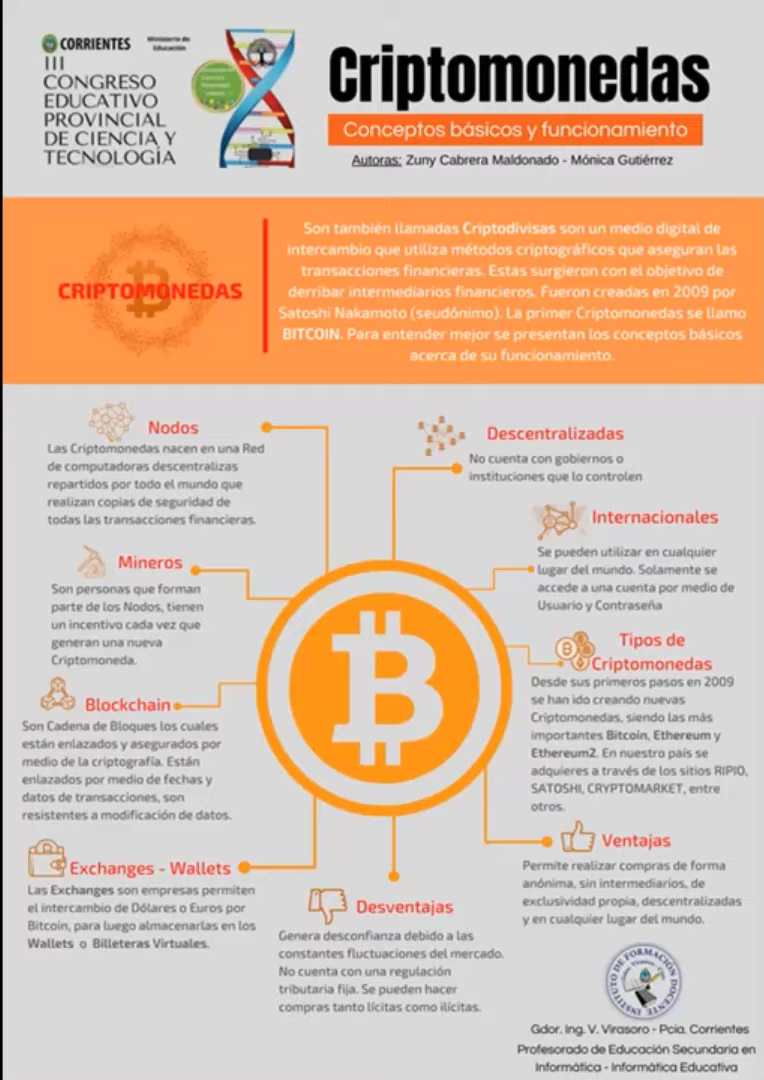 CORRIENTES
Ministerio de
Educación
III
CONGRESO
EDUCATIVO
PROVINCIAL
DE CIENCIA Y
TECNOLOGÍA
Criptomonedas
Conceptos básicos y funcionamiento
Autoras: Zuny Cabrera Maldonado - Mónica Gutiérrez
CRIPTOMONEDAS
Son también llamadas Criptodivisas son un medio digital de
intercambio que utiliza métodos criptográficos que aseguran las
transacciones financieras. Estas surgieron con el objetivo de
derribar intermediarios financieros. Fueron creadas en 2009 por
Satoshi Nakamoto (seudónimo). La primer Criptomonedas se llamo
BITCOIN. Para entender mejor se presentan los conceptos básicos
acerca de su funcionamiento.
Nodos
Las Criptomonedas nacen en una Red
de computadoras descentralizas
repartidos por todo el mundo que
realizan copias de seguridad de
todas las transacciones financieras.
Mineros
Son personas que forman
parte de los Nodos, tienen
un incentivo cada vez que
generan una nueva
Criptomoneda.
Blockchain
Son Cadena de Bloques los cuales
están enlazados y asegurados por
medio de la criptografía. Están
enlazados por medio de fechas y
datos de transacciones, son
resistentes a modificación de datos.
Exchanges - Wallets
Las Exchanges son empresas permiten
el intercambio de Dólares o Euros por
Bitcoin, para luego almacenarlas en los
Wallets o Billeteras Virtuales.
Desventajas
Genera desconfianza debido a las
constantes fluctuaciones del mercado.
No cuenta con una regulación
tributaria fija. Se pueden hacer
compras tanto lícitas como ilícitas.
Descentralizadas
No cuenta con gobiernos o
instituciones que lo controlen
Internacionales
Se pueden utilizar en cualquier
lugar del mundo. Solamente se
accede a una cuenta por medio de
Usuario y Contraseña
Tipos de
Criptomonedas
Desde sus primeros pasos en 2009
se han ido creando nuevas
Criptomonedas, siendo las más
importantes Bitcoin, Ethereum y
Ethereum2. En nuestro país se
adquieres a través de los sitios RIPIO,
SATOSHI, CRYPTOMARKET, entre
otros.
Ventajas
Permite realizar compras de forma
anónima, sin intermediarios, de
exclusividad propia, descentralizadas
y en cualquier lugar del mundo.
INSTITUTO DE FORMACIÓN DOCENTE
Gdor. Ing. V. Virasoro - Pcia. Corrientes
Profesorado de Educación Secundaria en
Informática - Informática Educativa